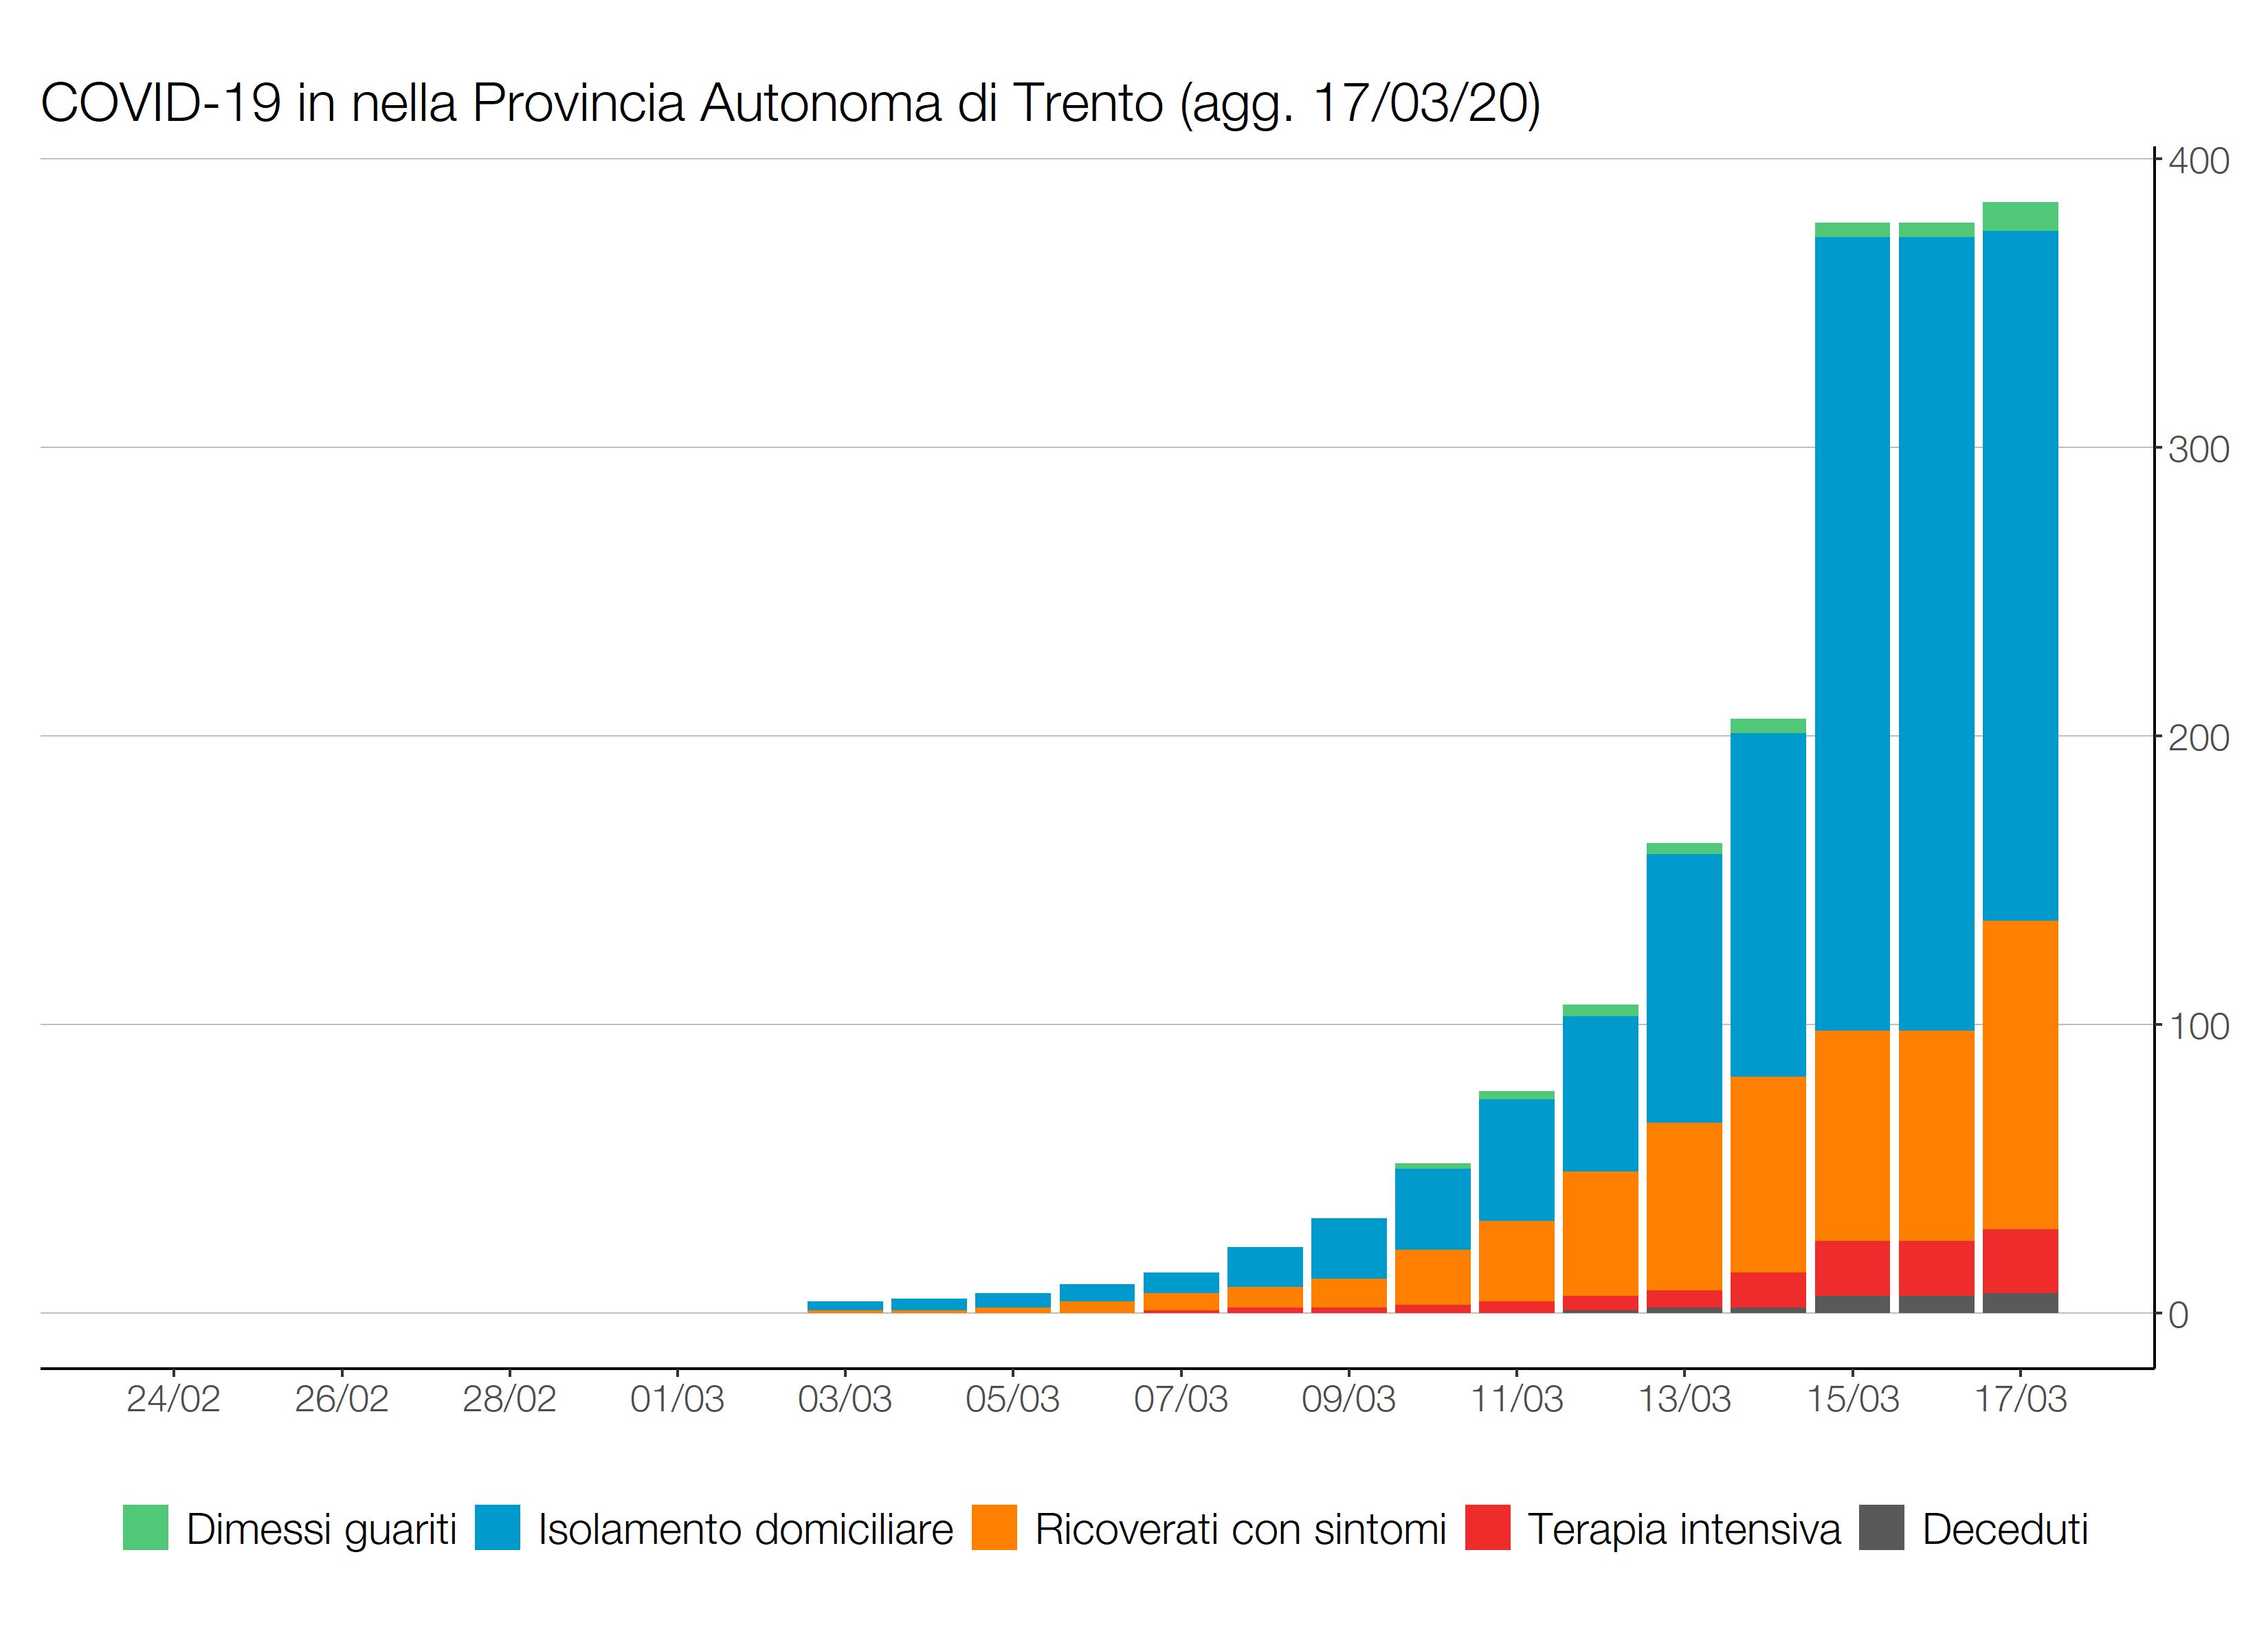 COVID-19 in nella Provincia Autonoma di Trento (agg. 17/03/20)
400
300
200
100
0
24/02 26/02 28/02 01/03 03/03 05/03 07/03 09/03 11/03 13/03 15/03 17/03
Dimessi guariti Isolamento domiciliare Ricoverati con sintomi Terapia intensiva Deceduti